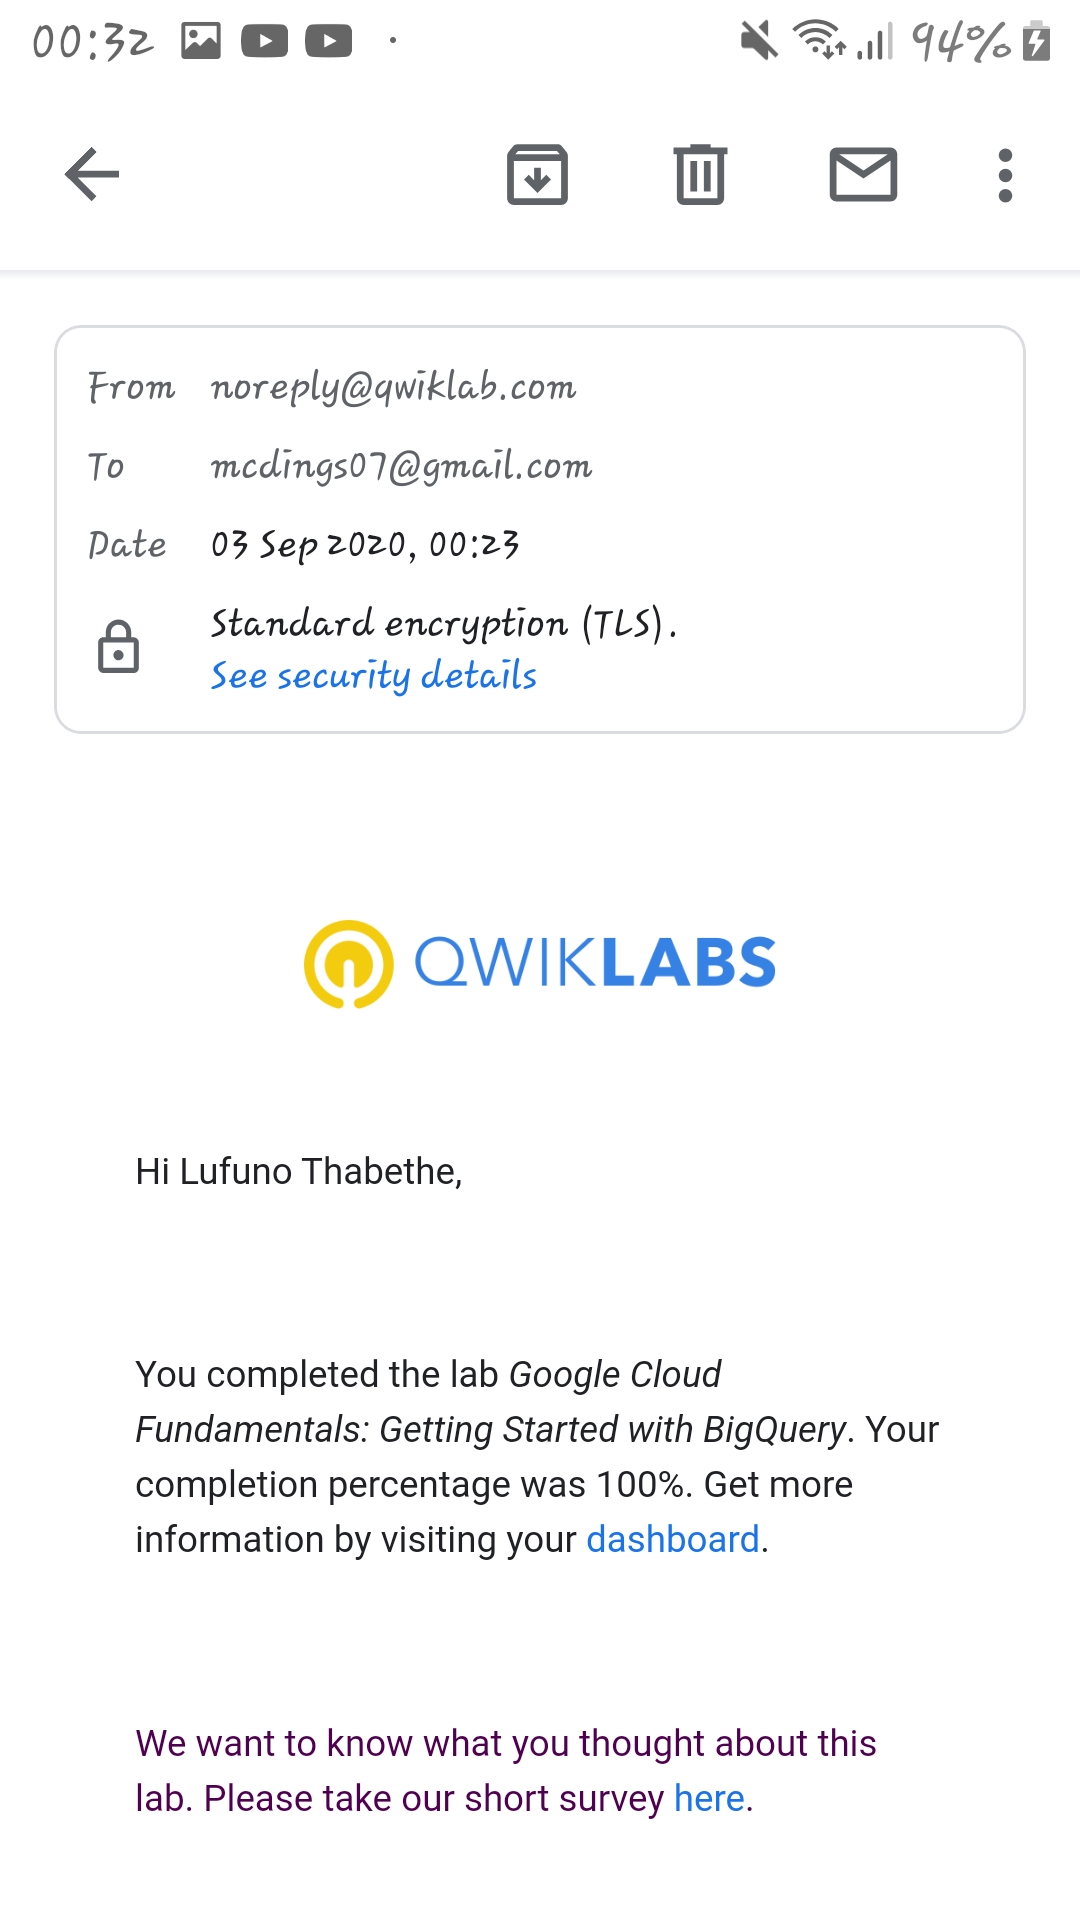 00:32 94%
From noreply@qwiklab.com
To mcdings07@gmail.com
Date 03 Sep 2020, 00:23
Standard encryption (TLS).
See security details
QWIKLABS
Hi Lufuno Thabethe,
You completed the lab Google Cloud
Fundamentals: Getting Started with BigQuery. Your
completion percentage was 100%. Get more
information by visiting your dashboard.
We want to know what you thought about this
lab. Please take our short survey here.